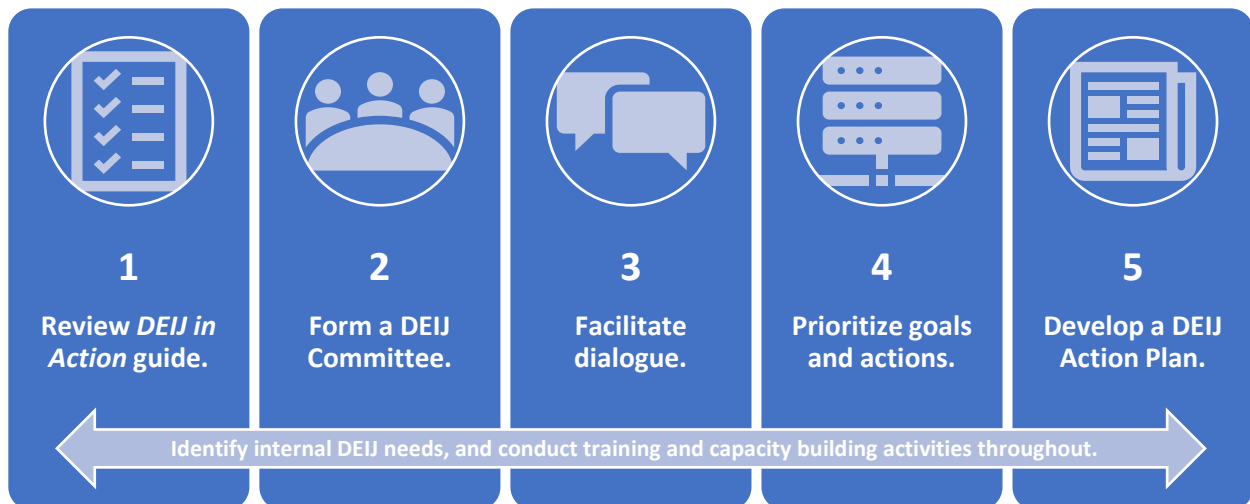 1
Review DEIJ in
Action guide.
2
Form a DEIJ
Committee.
3
Facilitate
dialogue.
4
Prioritize goals
and actions.
5
Develop a DEIJ
Action Plan.
Identify internal DEIJ needs, and conduct training and capacity building activities throughout.